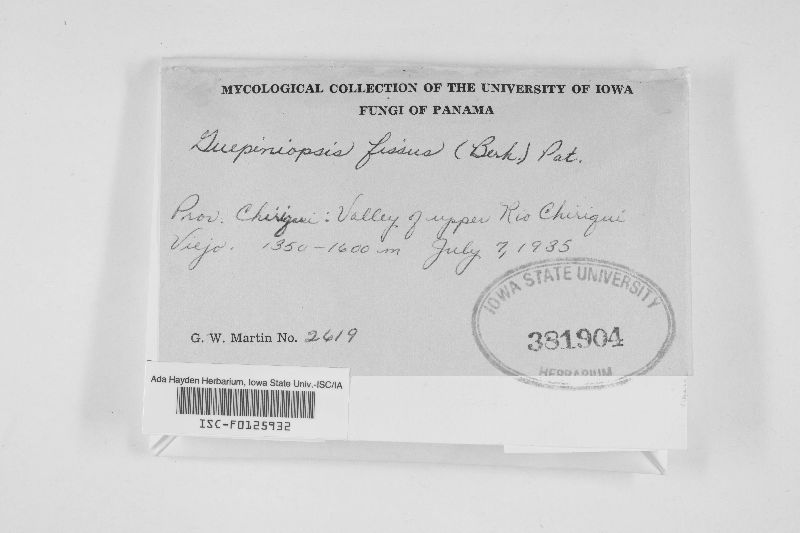 MYCOLOGICAL COLLECTION OF THE UNIVERSITY OF IOWA
FUNGI OF PANAMA
Guepiniopsis fissus (Berk.) Pat.
Prov. Chiriqui: Valley of upper Rio Chiriqui
Viejo. 1350-1600 m July 7, 1935
G. W. Martin No. 2619
IOWA STATE UNIVERSITY
381904
HERBARIUM
Ada Hayden Herbarium, Iowa State Univ.-ISC/IA
ISC-F0125932